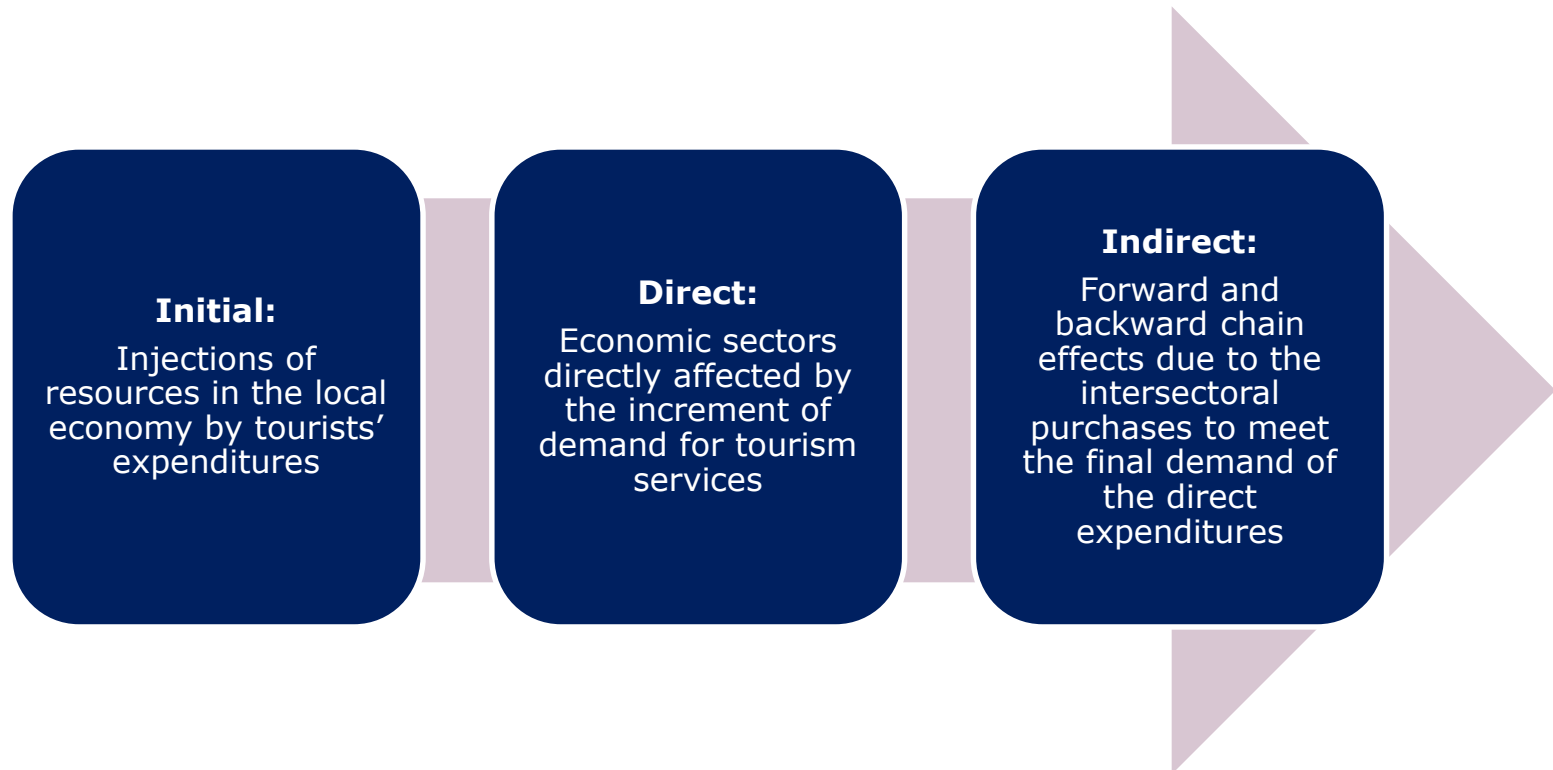 Initial:
Injections of
resources in the local
economy by tourists’
expenditures
Direct:
Economic sectors
directly affected by
the increment of
demand for tourism
services
Indirect:
Forward and
backward chain
effects due to the
intersectoral
purchases to meet
the final demand of
the direct
expenditures